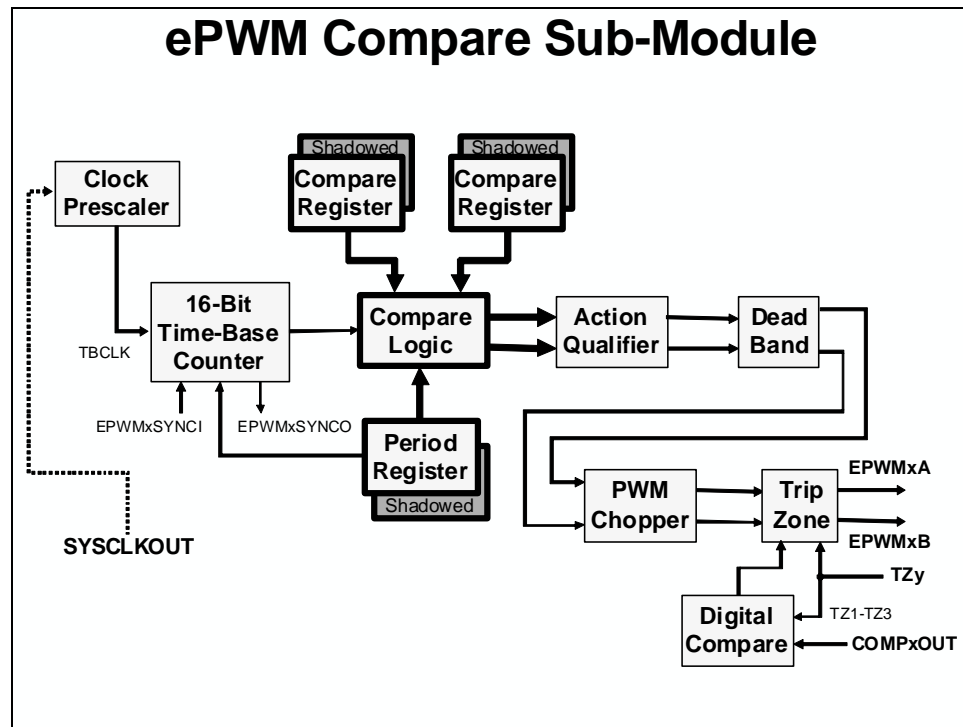 ePWM Compare Sub-Module
Shadowed
Shadowed
Clock
Prescaler
Compare
Register
Compare
Register
16-Bit
Time-Base
Counter
Compare
Logic
Action
Qualifier
Dead
Band
TBCLK
EPWMxSYNCI
EPWMxSYNCO
Period
Register
Shadowed
SYSCLKOUT
PWM
Chopper
Trip
Zone
EPWMxA
EPWMxB
TZy
TZ1-TZ3
Digital
Compare
COMPxOUT